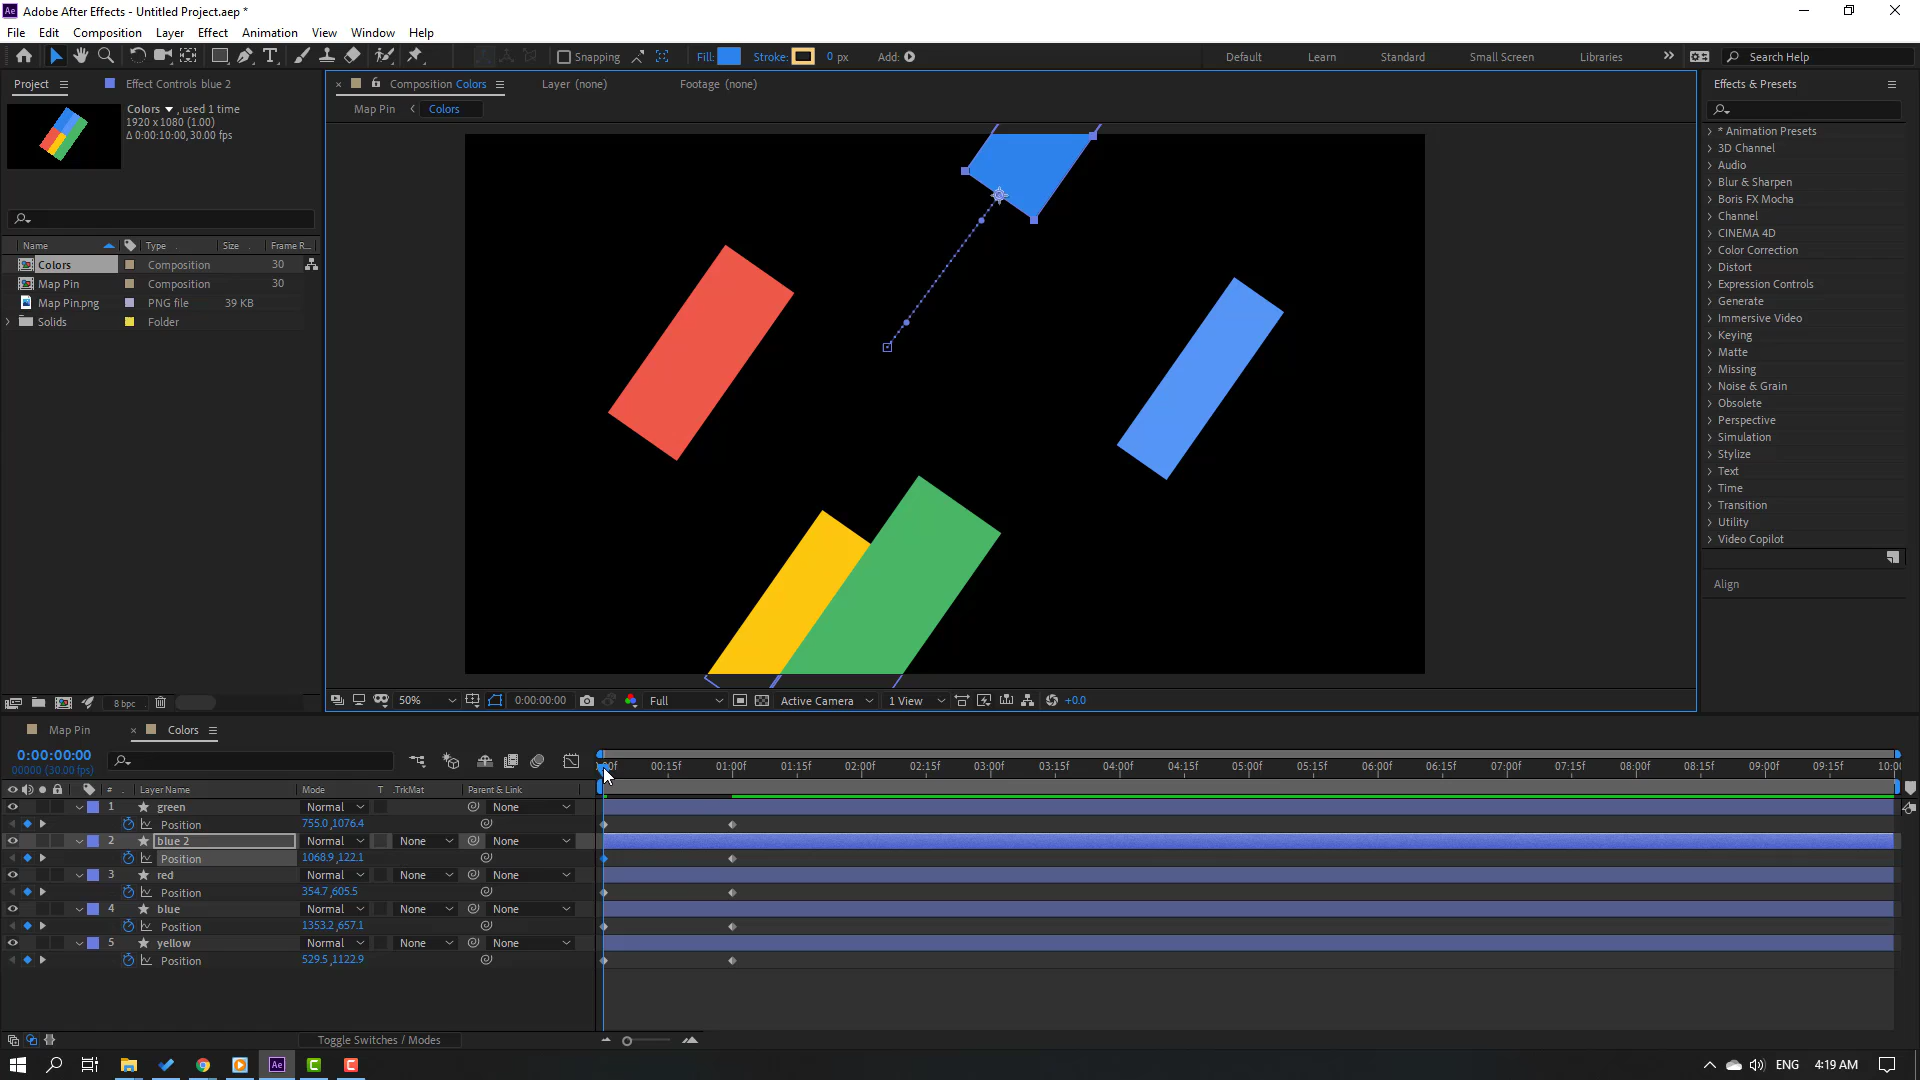 Ae Adobe After Effects - Untitled Project.aep *
File Edit Composition Layer Effect Animation View Window Help
Snapping Fill: Stroke: 0 px Add: Default Learn Standard Small Screen Libraries Search Help
Project Effect Controls blue 2
Composition Colors Layer (none) Footage (none)
Effects & Presets
Map Pin Colors
Colors , used 1 time
1920 x 1080 (1.00)
Δ 0:00:10:00, 30.00 fps
Name Type Size Frame R...
Colors Composition 30
Map Pin Composition 30
Map Pin.png PNG file 39 KB
Solids Folder
8 bpc
* Animation Presets
3D Channel
Audio
Blur & Sharpen
Boris FX Mocha
Channel
CINEMA 4D
Color Correction
Distort
Expression Controls
Generate
Immersive Video
Keying
Matte
Missing
Noise & Grain
Obsolete
Perspective
Simulation
Stylize
Text
Time
Transition
Utility
Video Copilot
Align
50% 0:00:00:00 Full Active Camera 1 View +0.0
Map Pin Colors
0:00:00:00
00000 (30.00 fps)
00f 00:15f 01:00f 01:15f 02:00f 02:15f 03:00f 03:15f 04:00f 04:15f 05:00f 05:15f 06:00f 06:15f 07:00f 07:15f 08:00f 08:15f 09:00f 09:15f 10:0
# Layer Name Mode T .TrkMat Parent & Link
1 green Normal None
Position 755.0,1076.4
2 blue 2 Normal None None
Position 1068.9,122.1
3 red Normal None None
Position 354.7,605.5
4 blue Normal None None
Position 1353.2,657.1
5 yellow Normal None None
Position 529.5,1122.9
Toggle Switches / Modes
Ae ENG 4:19 AM